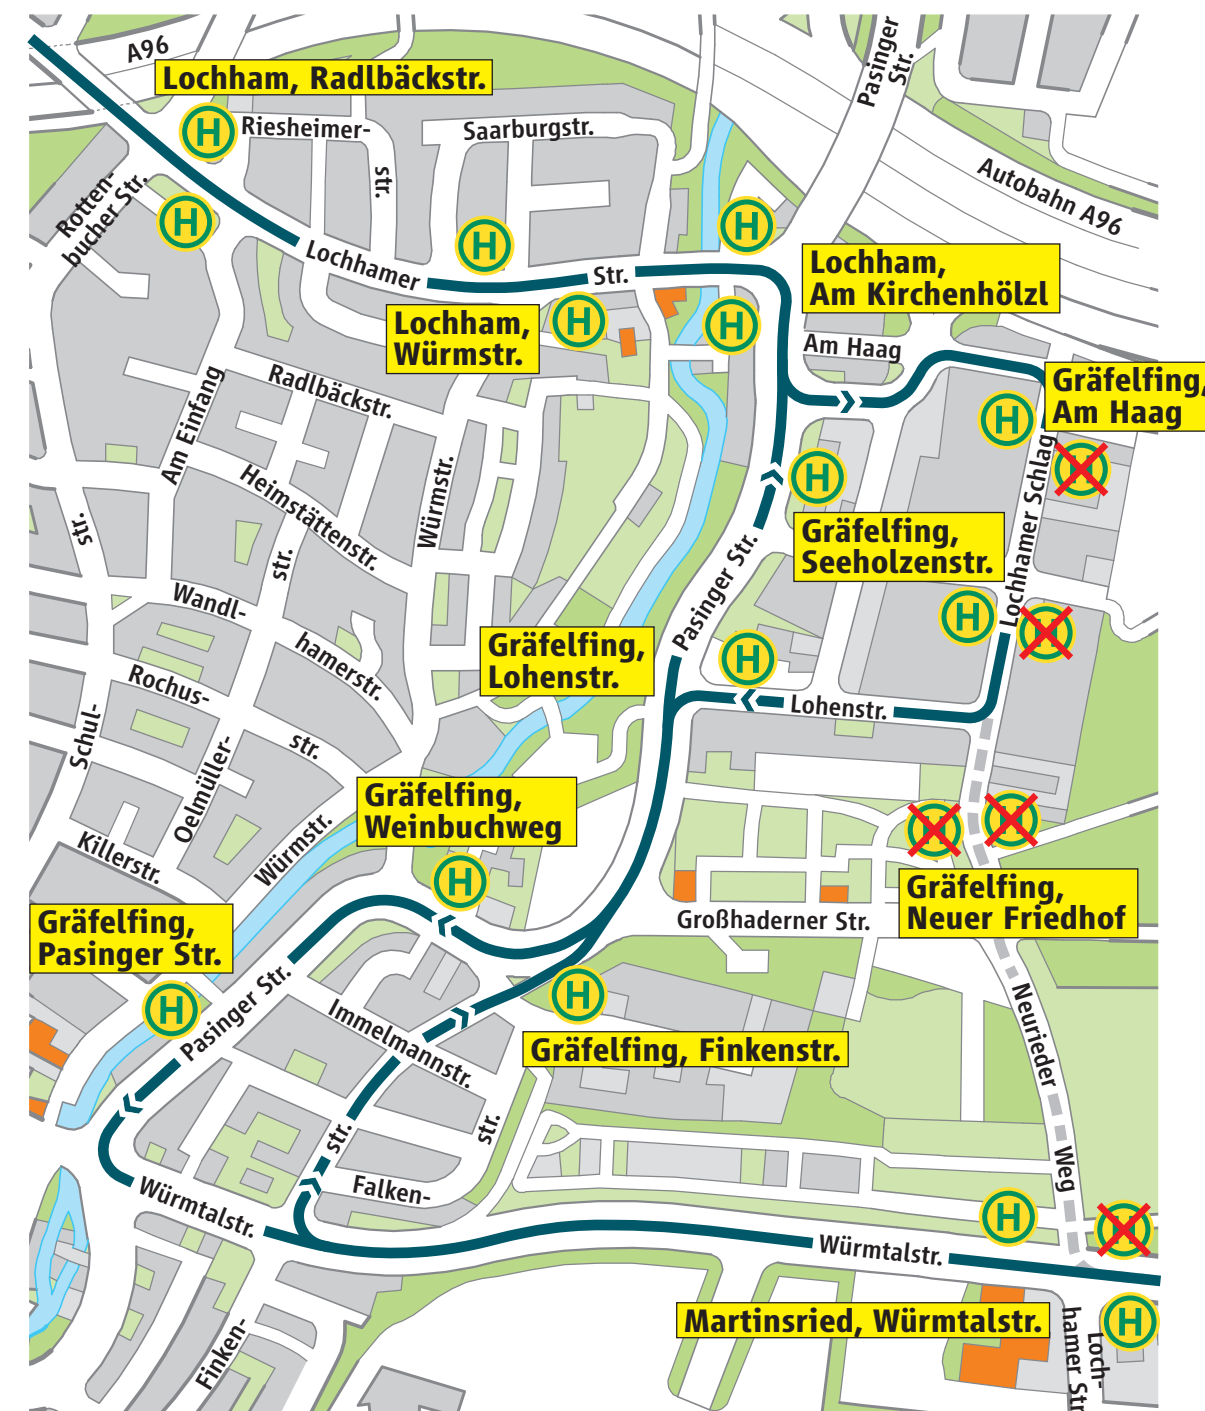 A96
Pasinger
Str.
Lochham, Radlbäckstr.
H
Riesheimer-
str.
Saarburgstr.
Autobahn A96
Rotten-
bucher Str.
H
H
H
Lochhamer
Str.
Lochham,
Am Kirchenhölzl
Lochham,
Würmstr.
H
H
Am Haag
Gräfelfing,
Am Haag
H
H
Radlbäckstr.
Am Einfang
Heimstättenstr.
str.
Würmstr.
str.
H
Lochhamer Schlag
Gräfelfing,
Seeholzenstr.
Pasinger Str.
Wandl-
hamerstr.
H
H
Gräfelfing,
Lohenstr.
H
Lohenstr.
Rochus-
str.
Schul-
Oelmüller-
Gräfelfing,
Weinbuchweg
Würmstr.
Killerstr.
H
H
H
Gräfelfing,
Neuer Friedhof
Großhaderner Str.
Gräfelfing,
Pasinger Str.
H
Pasinger Str.
H
Immelmannstr.
Gräfelfing, Finkenstr.
Neurieder
Weg
str.
str.
Falken-
Würmtalstr.
H
H
Würmtalstr.
Martinsried, Würmtalstr.
H
Finken-
Loch-
hamer Str.